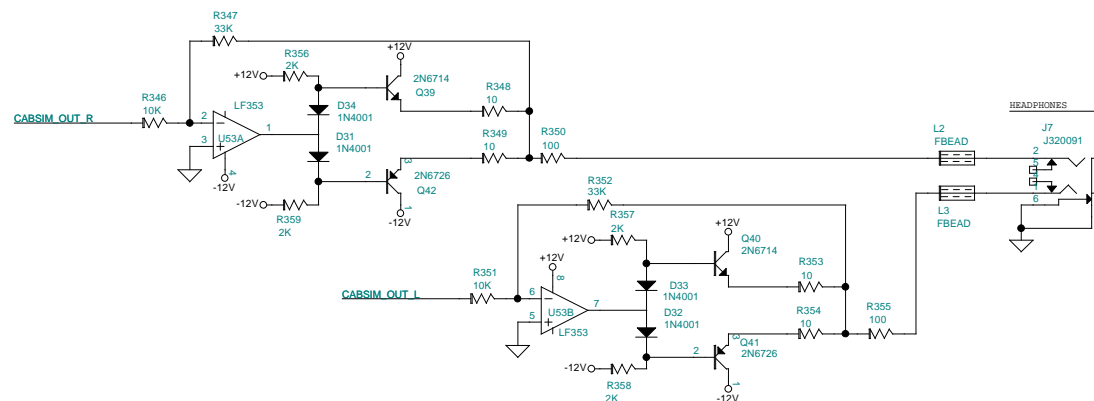 R347
33K
R356
2K
+12V
+12V
2N6714
Q39
R348
10
R346
10K
LF353
D34
1N4001
CABSIM_OUT_R
2
3
U53A
1
4
-12V
D31
1N4001
R349
10
R350
100
3
2N6726
Q42
2
1
-12V
-12V
R359
2K
HEADPHONES
J7
J320091
L2
FBEAD
2
5
6
L3
FBEAD
R352
33K
R357
2K
+12V
+12V
Q40
2N6714
R353
10
R351
10K
+12V
8
D33
1N4001
CABSIM_OUT_L
6
5
U53B
7
LF353
D32
1N4001
R354
10
R355
100
3
Q41
2N6726
2
1
-12V
-12V
R358
2K